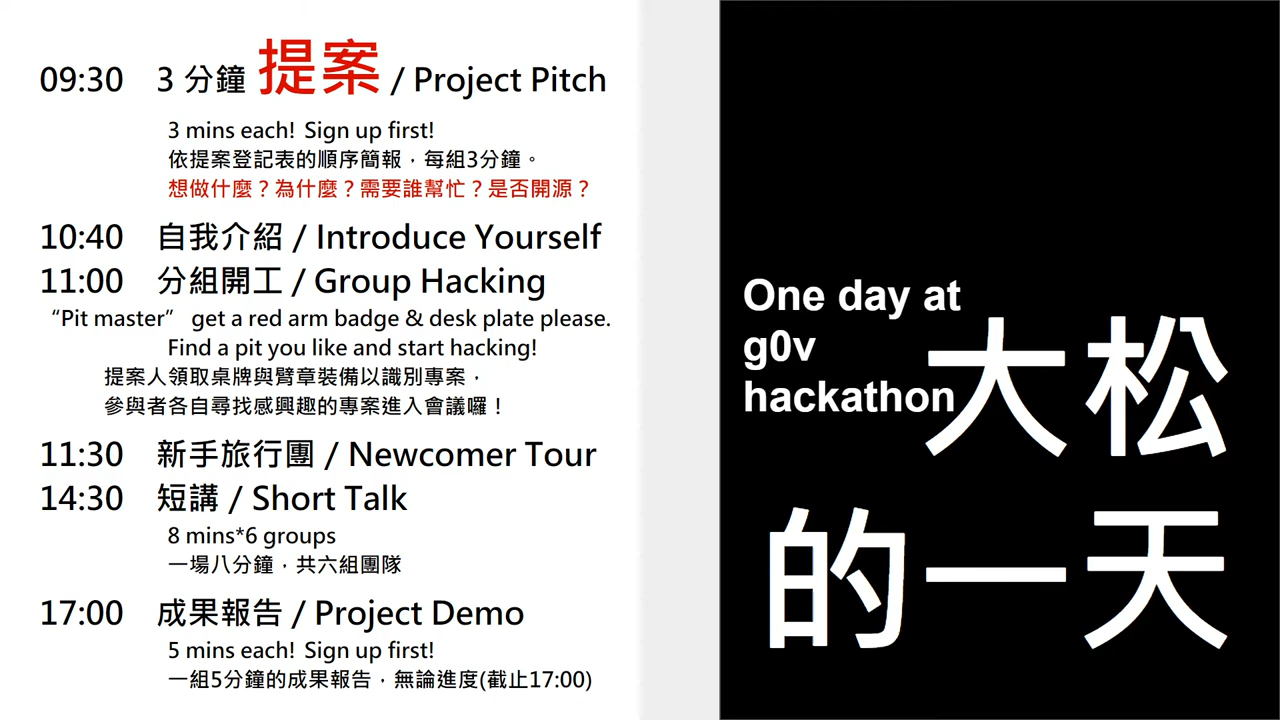 09:30 3 分鐘 提案 / Project Pitch
3 mins each! Sign up first!
依提案登記表的順序簡報，每組3分鐘。
想做什麼？為什麼？需要誰幫忙？是否開源？
10:40 自我介紹 / Introduce Yourself
11:00 分組開工 / Group Hacking
“Pit master” get a red arm badge & desk plate please.
Find a pit you like and start hacking!
提案人領取桌牌與臂章裝備以識別專案，
參與者各自尋找感興趣的專案進入會議囉！
11:30 新手旅行團 / Newcomer Tour
14:30 短講 / Short Talk
8 mins*6 groups
一場八分鐘，共六組團隊
17:00 成果報告 / Project Demo
5 mins each! Sign up first!
一組5分鐘的成果報告，無論進度(截止17:00)
One day at
g0v
hackathon
大松
的一天